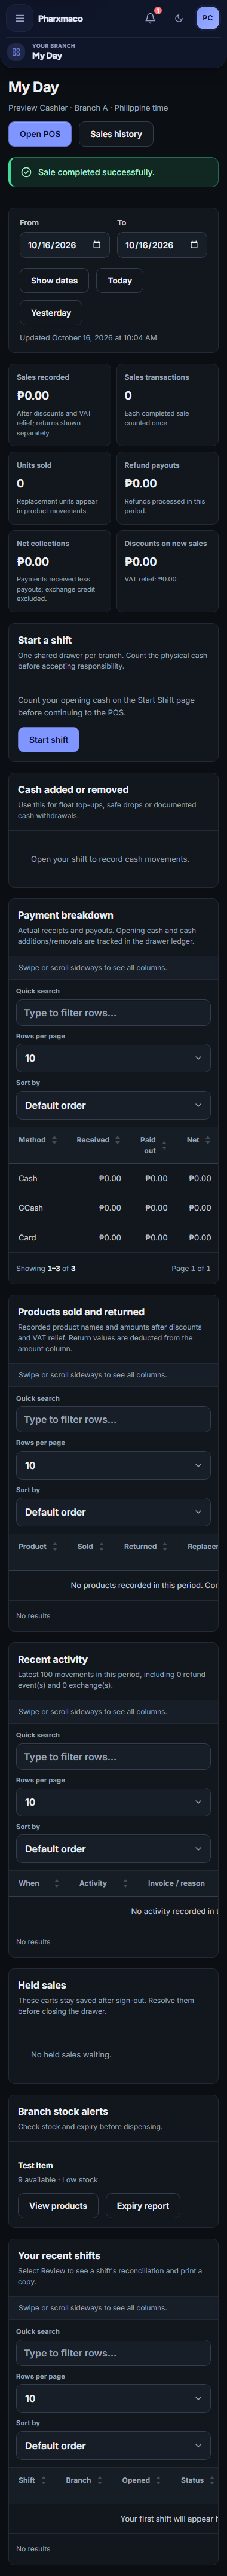 Pharxmaco
1
PC
YOUR BRANCH
My Day
My Day
Preview Cashier · Branch A · Philippine time
Open POS
Sales history
Sale completed successfully.
From
To
10/16/2026
10/16/2026
Show dates
Today
Yesterday
Updated October 16, 2026 at 10:04 AM
Sales recorded
₱0.00
After discounts and VAT
relief; returns shown
separately.
Sales transactions
0
Each completed sale
counted once.
Units sold
0
Replacement units appear
in product movements.
Refund payouts
₱0.00
Refunds processed in this
period.
Net collections
₱0.00
Payments received less
payouts; exchange credit
excluded.
Discounts on new sales
₱0.00
VAT relief: ₱0.00
Start a shift
One shared drawer per branch. Count the physical cash
before accepting responsibility.
Count your opening cash on the Start Shift page
before continuing to the POS.
Start shift
Cash added or removed
Use this for float top-ups, safe drops or documented
cash withdrawals.
Open your shift to record cash movements.
Payment breakdown
Actual receipts and payouts. Opening cash and cash
additions/removals are tracked in the drawer ledger.
Swipe or scroll sideways to see all columns.
Quick search
Type to filter rows...
Rows per page
10
Sort by
Default order
Method
Received
Paid
out
Net
Cash ₱0.00 ₱0.00 ₱0.00
GCash ₱0.00 ₱0.00 ₱0.00
Card ₱0.00 ₱0.00 ₱0.00
Showing 1–3 of 3
Page 1 of 1
Products sold and returned
Recorded product names and amounts after discounts
and VAT relief. Return values are deducted from the
amount column.
Swipe or scroll sideways to see all columns.
Quick search
Type to filter rows...
Rows per page
10
Sort by
Default order
Product Sold Returned Replacer
No products recorded in this period. Cor
No results
Recent activity
Latest 100 movements in this period, including 0 refund
event(s) and 0 exchange(s).
Swipe or scroll sideways to see all columns.
Quick search
Type to filter rows...
Rows per page
10
Sort by
Default order
When Activity Invoice / reason
No activity recorded in t
No results
Held sales
These carts stay saved after sign-out. Resolve them
before closing the drawer.
No held sales waiting.
Branch stock alerts
Check stock and expiry before dispensing.
Test Item
9 available · Low stock
View products
Expiry report
Your recent shifts
Select Review to see a shift's reconciliation and print a
copy.
Swipe or scroll sideways to see all columns.
Quick search
Type to filter rows...
Rows per page
10
Sort by
Default order
Shift Branch Opened Status
Your first shift will appear h
No results